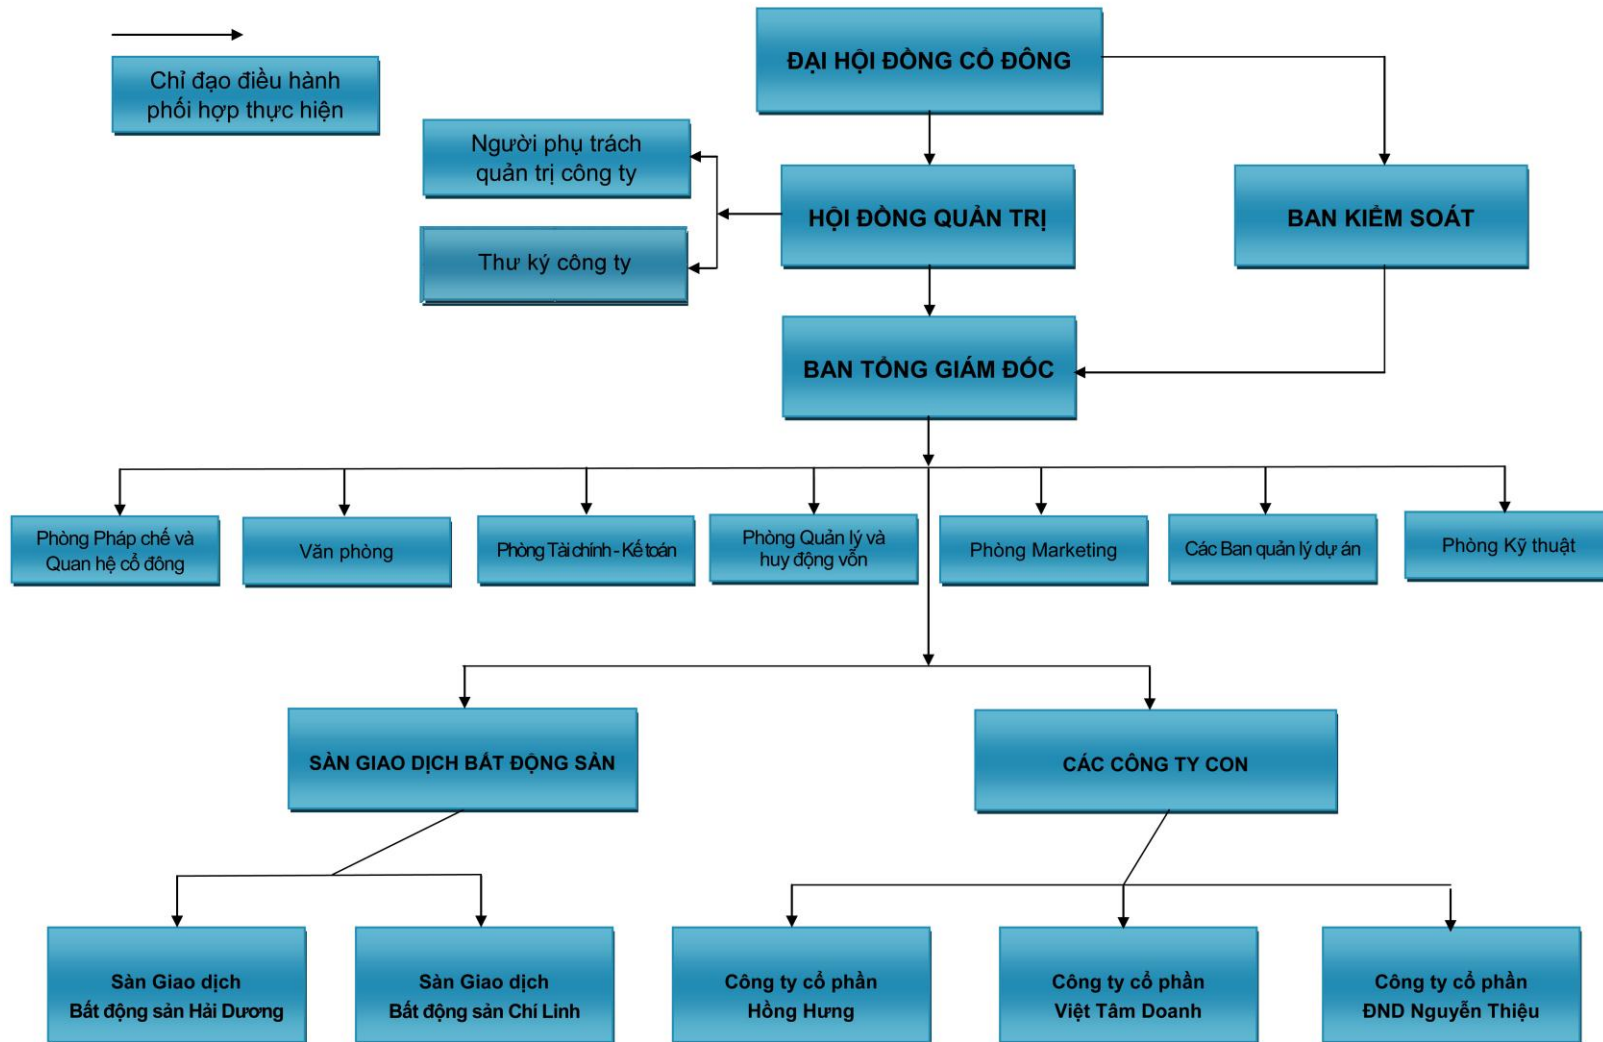 Chỉ đạo điều hành
phối hợp thực hiện
ĐẠI HỘI ĐỒNG CỔ ĐÔNG
Người phụ trách
quản trị công ty
HỘI ĐỒNG QUẢN TRỊ
BAN KIỂM SOÁT
Thư ký công ty
BAN TỔNG GIÁM ĐỐC
Phòng Pháp chế và
Quan hệ cổ đông
Văn phòng
Phòng Tài chính - Kế toán
Phòng Quản lý và
huy động vốn
Phòng Marketing
Các Ban quản lý dự án
Phòng Kỹ thuật
SÀN GIAO DỊCH BẤT ĐỘNG SẢN
CÁC CÔNG TY CON
Sàn Giao dịch
Bất động sản Hải Dương
Sàn Giao dịch
Bất động sản Chí Linh
Công ty cổ phần
Hồng Hưng
Công ty cổ phần
Việt Tâm Doanh
Công ty cổ phần
ĐND Nguyễn Thiệu